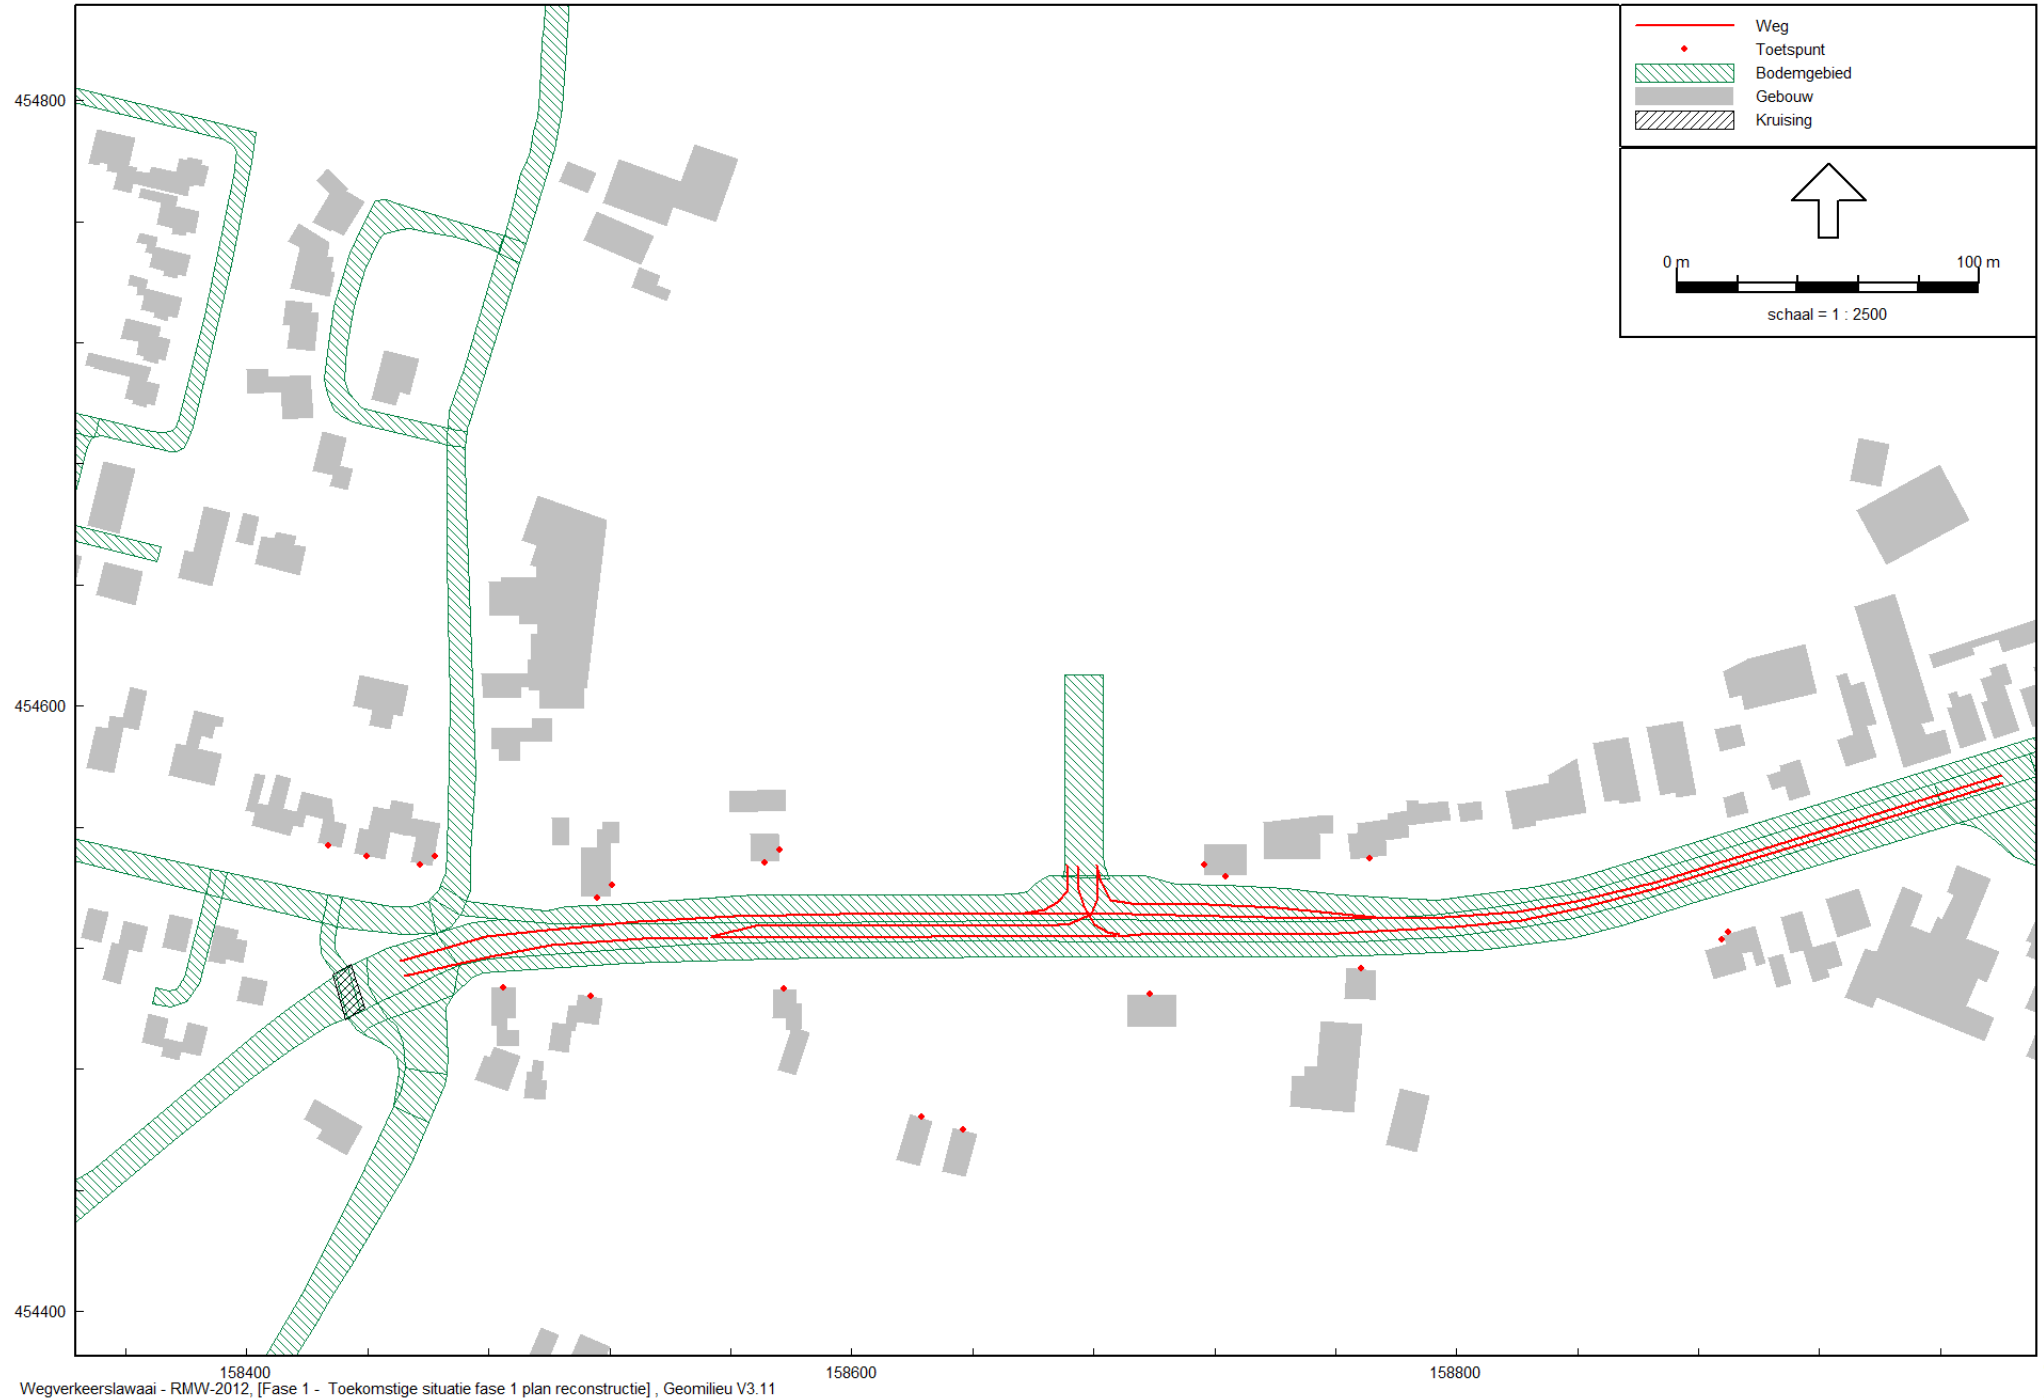 Weg
Toetspunt
Bodemgebied
Gebouw
Kruising
0 m 100 m
schaal = 1 : 2500
454800
454600
454400
158400 158600 158800
Wegverkeerslawaai - RMW-2012, [Fase 1 - Toekomstige situatie fase 1 plan reconstructie] , Geomilieu V3.11